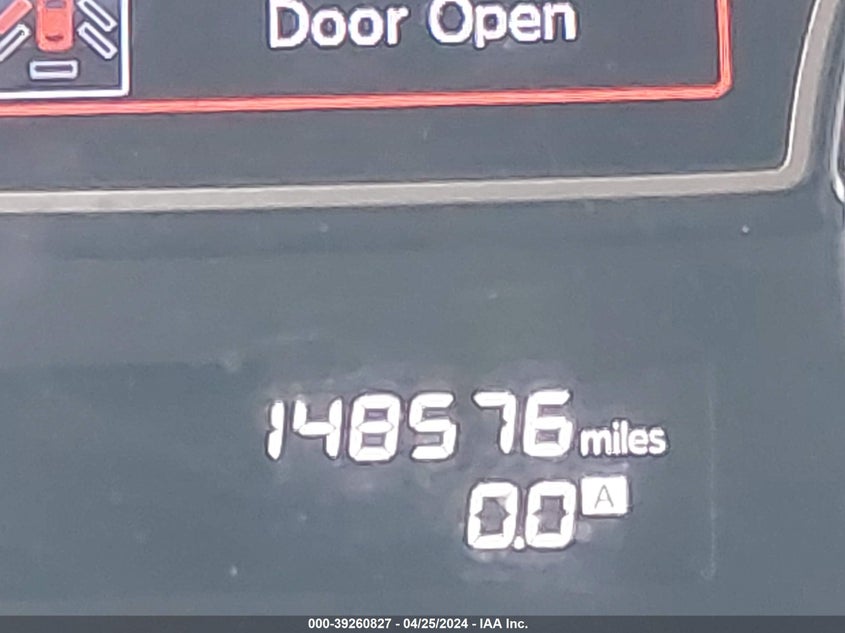 Door Open
148576 miles
0.0 A
000-39260827 - 04/25/2024 - IAA Inc.